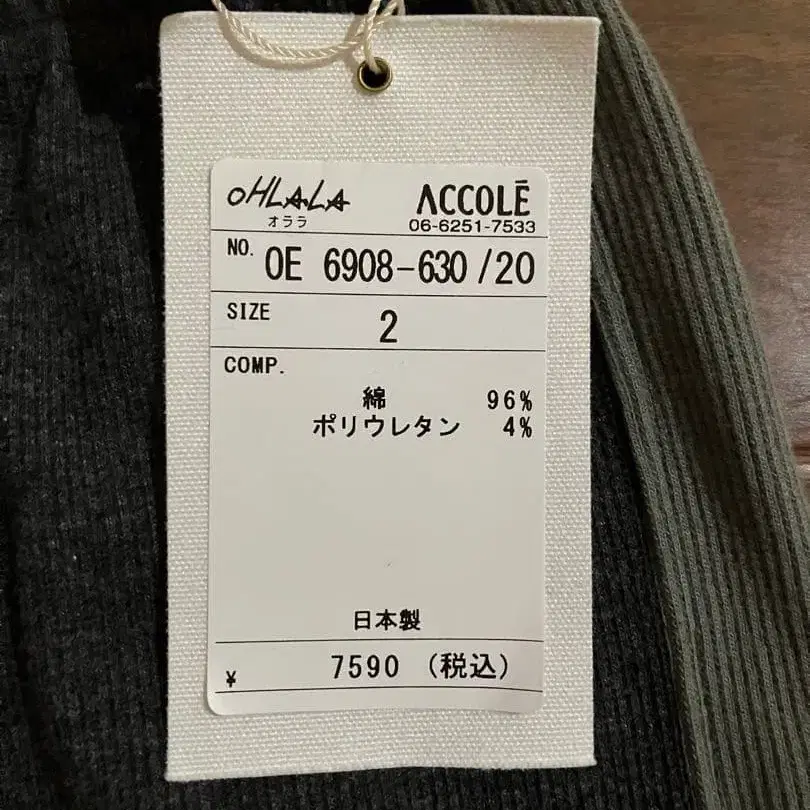 OHLALA ACCOLĒ
オララ 06-6251-7533
NO. OE 6908-630 /20
SIZE 2
COMP.
綿 96%
ポリウレタン 4%
日本製
¥ 7590 (税込)